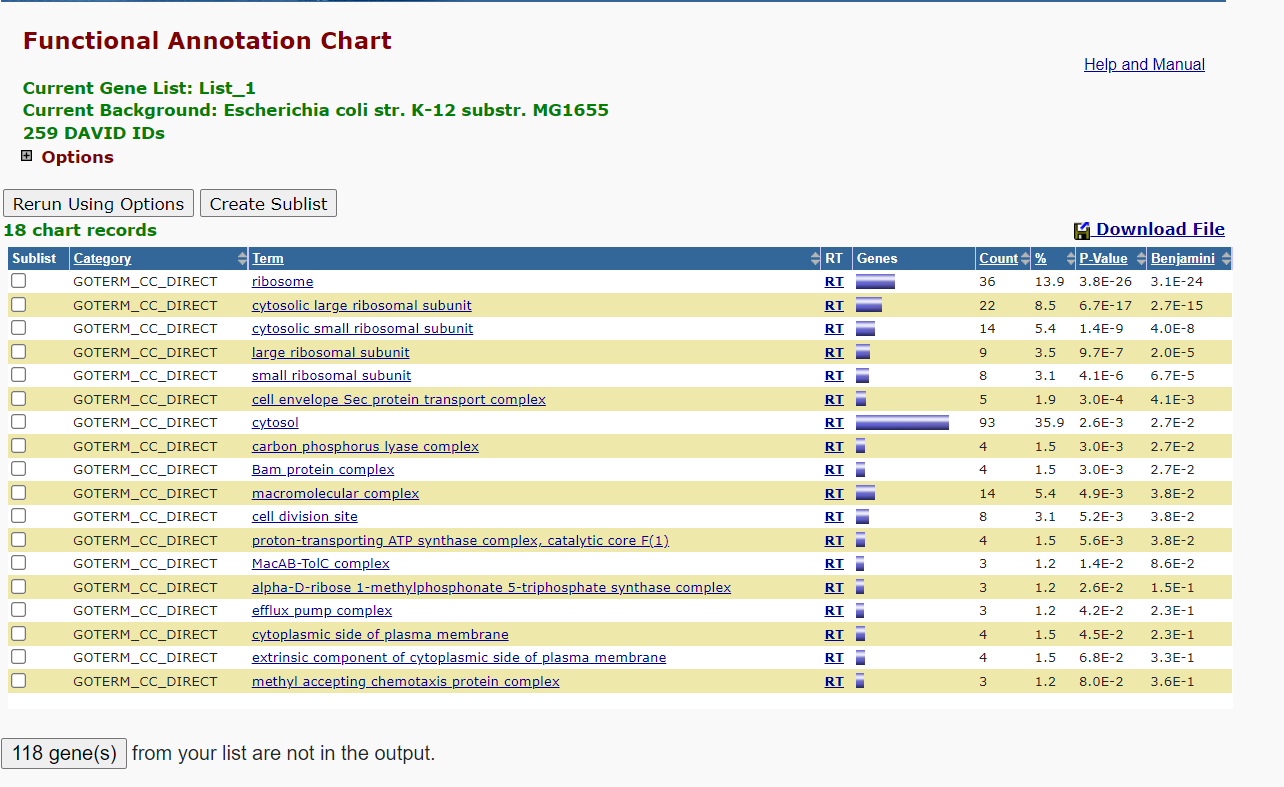 Functional Annotation Chart
Help and Manual
Current Gene List: List_1
Current Background: Escherichia coli str. K-12 substr. MG1655
259 DAVID IDs
Options
Rerun Using Options Create Sublist
18 chart records
Download File
Sublist Category Term RT Genes Count % P-Value Benjamini
GOTERM_CC_DIRECT ribosome RT 36 13.9 3.8E-26 3.1E-24
GOTERM_CC_DIRECT cytosolic large ribosomal subunit RT 22 8.5 6.7E-17 2.7E-15
GOTERM_CC_DIRECT cytosolic small ribosomal subunit RT 14 5.4 1.4E-9 4.0E-8
GOTERM_CC_DIRECT large ribosomal subunit RT 9 3.5 9.7E-7 2.0E-5
GOTERM_CC_DIRECT small ribosomal subunit RT 8 3.1 4.1E-6 6.7E-5
GOTERM_CC_DIRECT cell envelope Sec protein transport complex RT 5 1.9 3.0E-4 4.1E-3
GOTERM_CC_DIRECT cytosol RT 93 35.9 2.6E-3 2.7E-2
GOTERM_CC_DIRECT carbon phosphorus lyase complex RT 4 1.5 3.0E-3 2.7E-2
GOTERM_CC_DIRECT Bam protein complex RT 4 1.5 3.0E-3 2.7E-2
GOTERM_CC_DIRECT macromolecular complex RT 14 5.4 4.9E-3 3.8E-2
GOTERM_CC_DIRECT cell division site RT 8 3.1 5.2E-3 3.8E-2
GOTERM_CC_DIRECT proton-transporting ATP synthase complex, catalytic core F(1) RT 4 1.5 5.6E-3 3.8E-2
GOTERM_CC_DIRECT MacAB-TolC complex RT 3 1.2 1.4E-2 8.6E-2
GOTERM_CC_DIRECT alpha-D-ribose 1-methylphosphonate 5-triphosphate synthase complex RT 3 1.2 2.6E-2 1.5E-1
GOTERM_CC_DIRECT efflux pump complex RT 3 1.2 4.2E-2 2.3E-1
GOTERM_CC_DIRECT cytoplasmic side of plasma membrane RT 4 1.5 4.5E-2 2.3E-1
GOTERM_CC_DIRECT extrinsic component of cytoplasmic side of plasma membrane RT 4 1.5 6.8E-2 3.3E-1
GOTERM_CC_DIRECT methyl accepting chemotaxis protein complex RT 3 1.2 8.0E-2 3.6E-1
118 gene(s) from your list are not in the output.